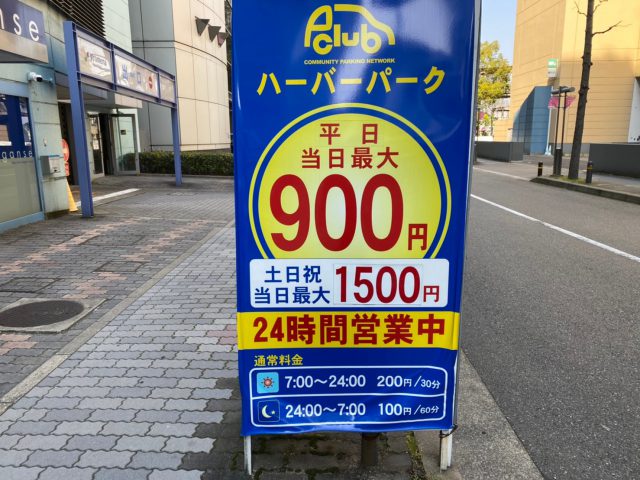 P club
COMMUNITY PARKING NETWORK
ハーバーパーク
平日
当日最大
900円
土日祝
当日最大 1500円
24時間営業中
通常料金
7:00〜24:00 200円/30分
24:00〜7:00 100円/60分